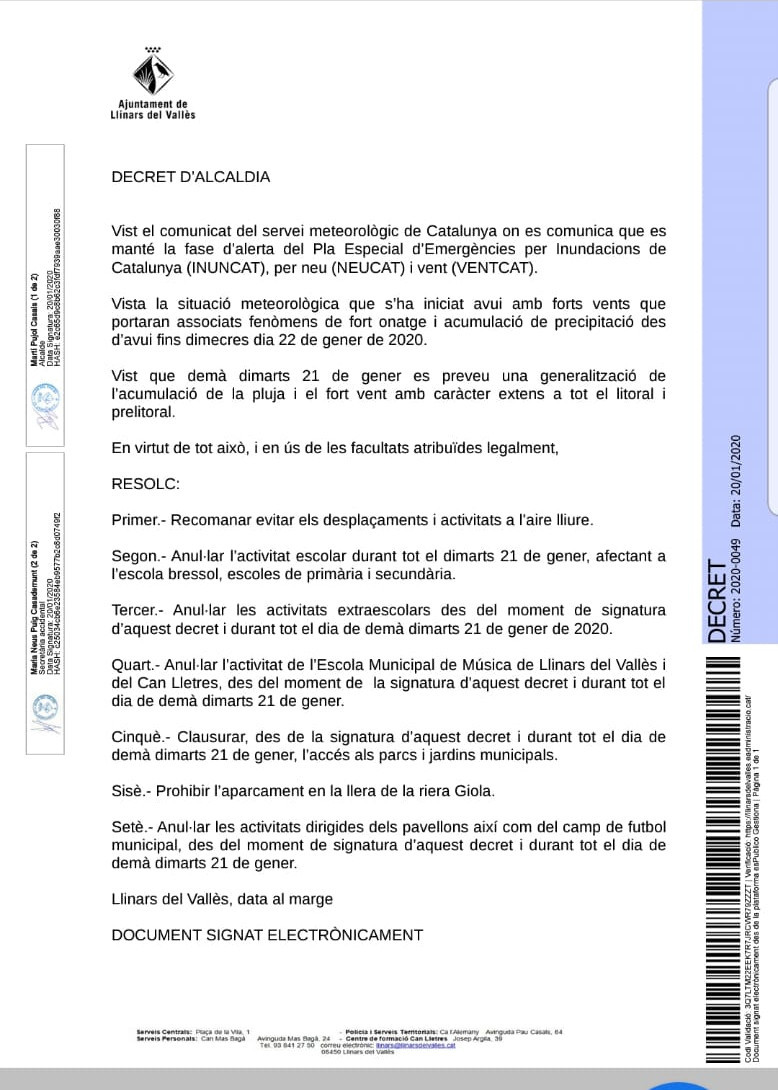 Ajuntament de
Llinars del Vallès
DECRET D'ALCALDIA
Vist el comunicat del servei meteorològic de Catalunya on es comunica que es
manté la fase d'alerta del Pla Especial d'Emergències per Inundacions de
Catalunya (INUNCAT), per neu (NEUCAT) i vent (VENTCAT).
Vista la situació meteorològica que s'ha iniciat avui amb forts vents que
portaran associats fenòmens de fort onatge i acumulació de precipitació des
d'avui fins dimecres dia 22 de gener de 2020.
Vist que demà dimarts 21 de gener es preveu una generalització de
l'acumulació de la pluja i el fort vent amb caràcter extens a tot el litoral i
prelitoral.
En virtut de tot això, i en ús de les facultats atribuïdes legalment,
RESOLC:
Primer.- Recomanar evitar els desplaçaments i activitats a l'aire lliure.
Segon.- Anul·lar l'activitat escolar durant tot el dimarts 21 de gener, afectant a
l'escola bressol, escoles de primària i secundària.
Tercer.- Anul·lar les activitats extraescolars des del moment de signatura
d'aquest decret i durant tot el dia de demà dimarts 21 de gener de 2020.
Quart.- Anul·lar l'activitat de l'Escola Municipal de Música de Llinars del Vallès i
del Can Lletres, des del moment de la signatura d'aquest decret i durant tot el
dia de demà dimarts 21 de gener.
Cinquè.- Clausurar, des de la signatura d'aquest decret i durant tot el dia de
demà dimarts 21 de gener, l'accés als parcs i jardins municipals.
Sisè.- Prohibir l'aparcament en la llera de la riera Giola.
Setè.- Anul·lar les activitats dirigides dels pavellons així com del camp de futbol
municipal, des del moment de signatura d'aquest decret i durant tot el dia de
demà dimarts 21 de gener.
Llinars del Vallès, data al marge
DOCUMENT SIGNAT ELECTRÒNICAMENT
Serveis Centrals: Plaça de la Vila, 1 - Policia i Serveis Territorials: Ca l'Alemany Avinguda Pau Casals, 64
Serveis Personals: Can Mas Bagà Avinguda Mas Bagà, 24 - Centre de formació Can Lletres Josep Argila, 39
Tel. 93 841 27 50 correu electrònic: llinars@llinarsdelvalles.cat
08450 Llinars del Vallès
Martí Pujol Casals (1 de 2)
Alcalde
Data Signatura: 20/01/2020
HASH:
Maria Neus Puig Casademunt (2 de 2)
Secretària accidental
Data Signatura: 20/01/2020
HASH:
DECRET
Número: 2020-0049 Data: 20/01/2020
Codi Validació: | Verificació: https://llinarsdelvalles.eadministracio.cat/
Document signat electrònicament des de la plataforma esPublico Gestiona | Pàgina 1 de 1